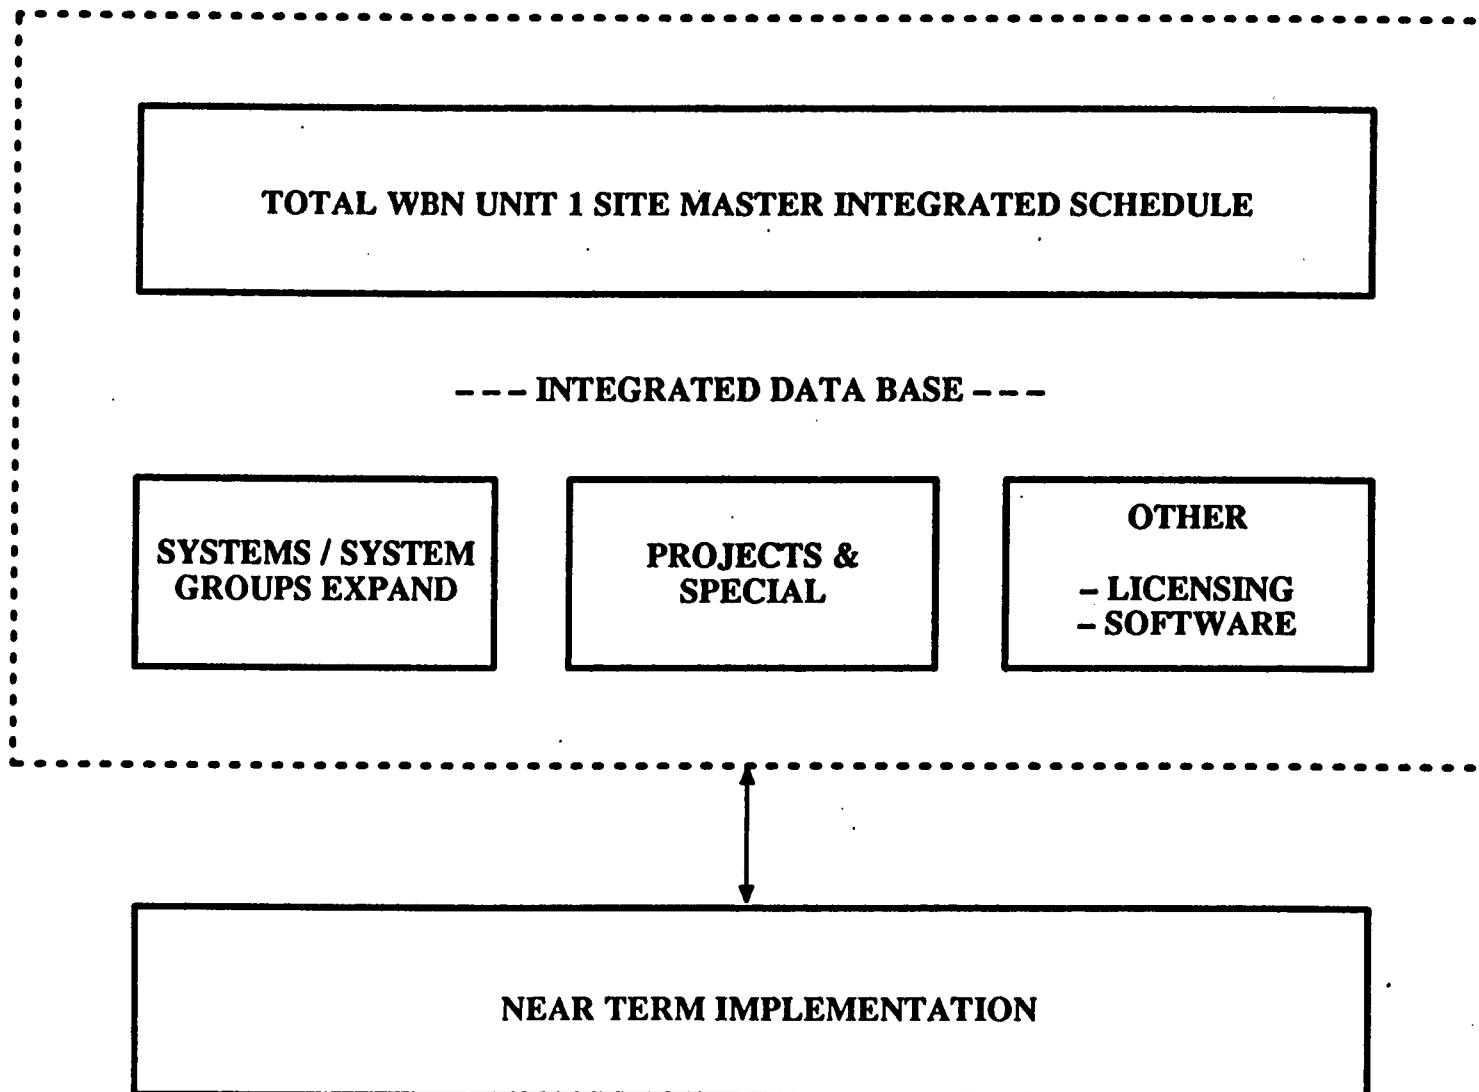 TOTAL WBN UNIT 1 SITE MASTER INTEGRATED SCHEDULE
– – – INTEGRATED DATA BASE – – –
SYSTEMS / SYSTEM
GROUPS EXPAND
PROJECTS &
SPECIAL
OTHER
– LICENSING
– SOFTWARE
NEAR TERM IMPLEMENTATION